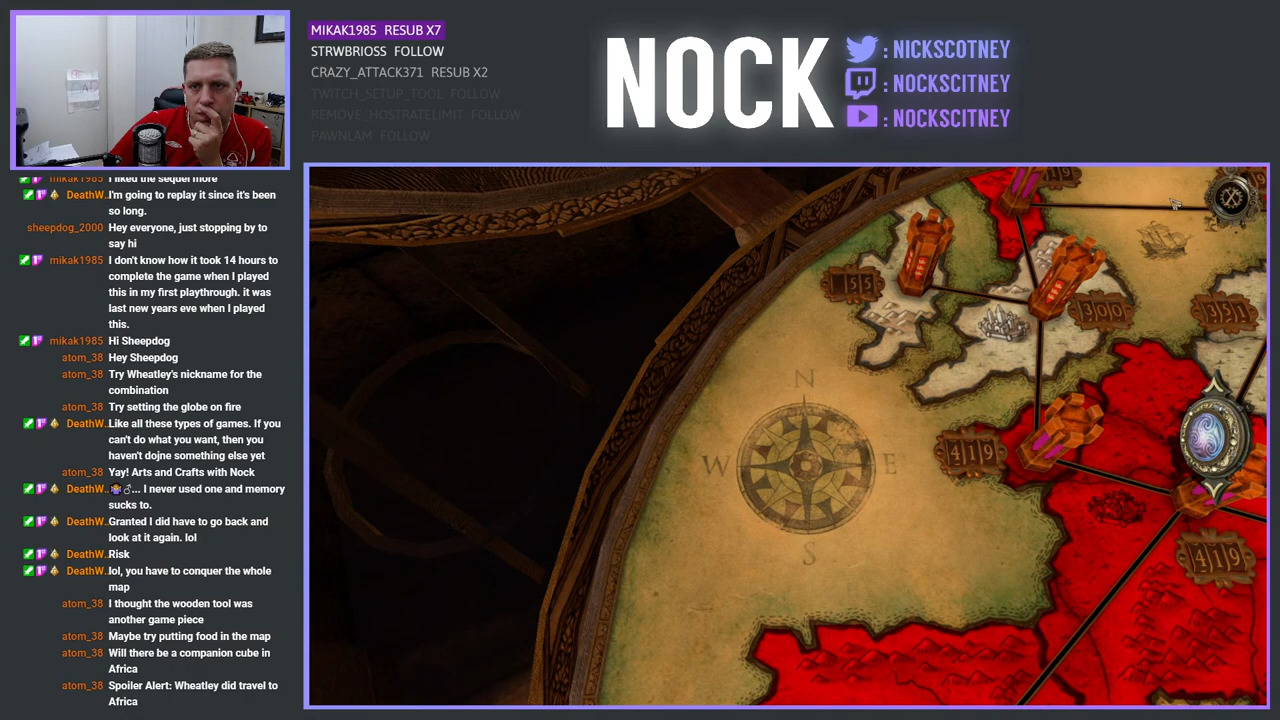 MIKAK1985 RESUB X7
STRWBRIOSS FOLLOW
CRAZY_ATTACK371 RESUB X2
TWITCH_SETUP_TOOL FOLLOW
REMOVE_HOSTRATELIMIT FOLLOW
PAWNLAM FOLLOW
NOCK
: NICKSCOTNEY
: NOCKSCITNEY
: NOCKSCITNEY
mikak1985 I liked the sequel more
DeathW.. I'm going to replay it since it's been
so long.
sheepdog_2000 Hey everyone, just stopping by to
say hi
mikak1985 I don't know how it took 14 hours to
complete the game when I played
this in my first playthrough. it was
last new years eve when I played
this.
mikak1985 Hi Sheepdog
atom_38 Hey Sheepdog
atom_38 Try Wheatley's nickname for the
combination
atom_38 Try setting the globe on fire
DeathW.. Like all these types of games. If you
can't do what you want, then you
haven't dojne something else yet
atom_38 Yay! Arts and Crafts with Nock
DeathW.. 🤷♂... I never used one and memory
sucks to.
DeathW.. Granted I did have to go back and
look at it again. lol
DeathW.. Risk
DeathW.. lol, you have to conquer the whole
map
atom_38 I thought the wooden tool was
another game piece
atom_38 Maybe try putting food in the map
atom_38 Will there be a companion cube in
Africa
atom_38 Spoiler Alert: Wheatley did travel to
Africa
55
300
331
N
W E
S
419
419